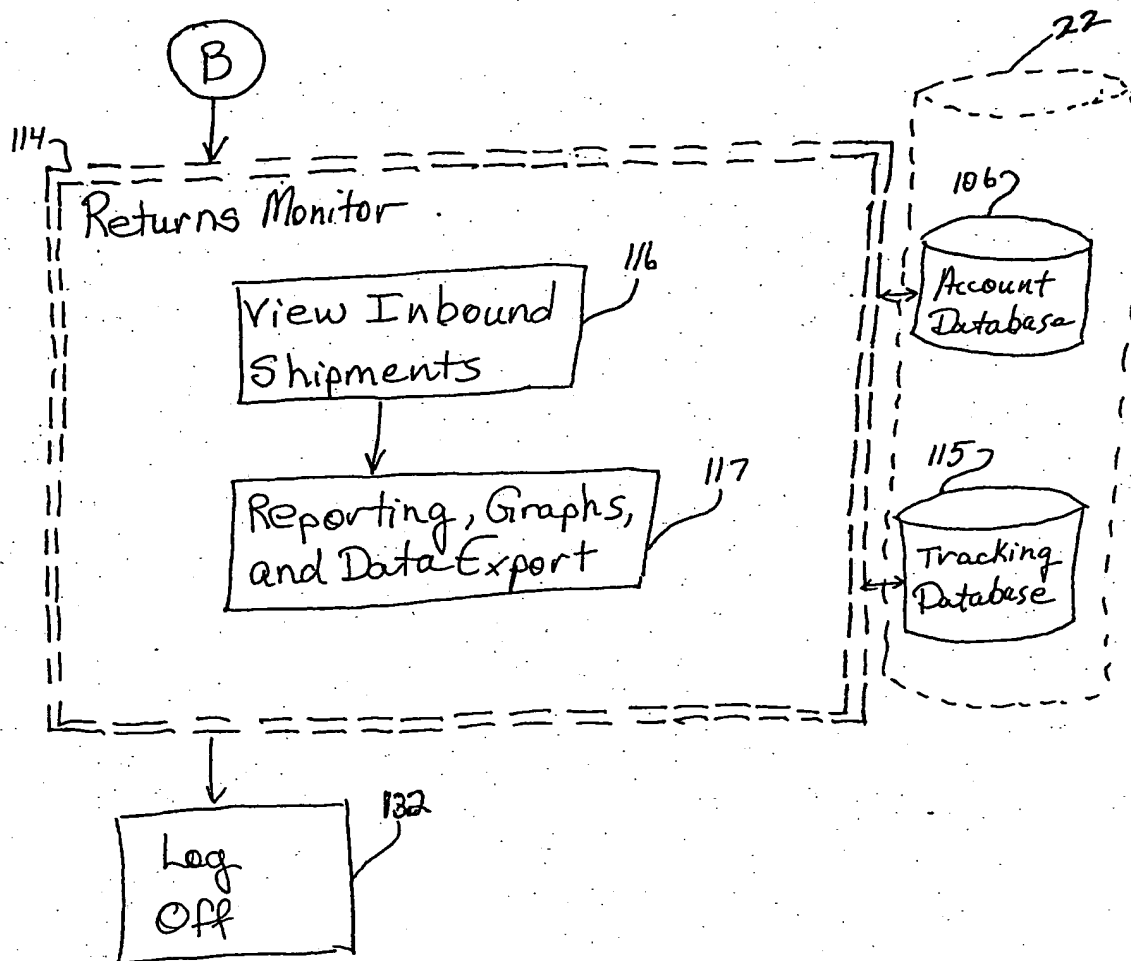 B
22
114
Returns Monitor
106
116
View Inbound
Shipments
Account
Database
115
117
Reporting, Graphs,
and Data Export
Tracking
Database
132
Log
Off